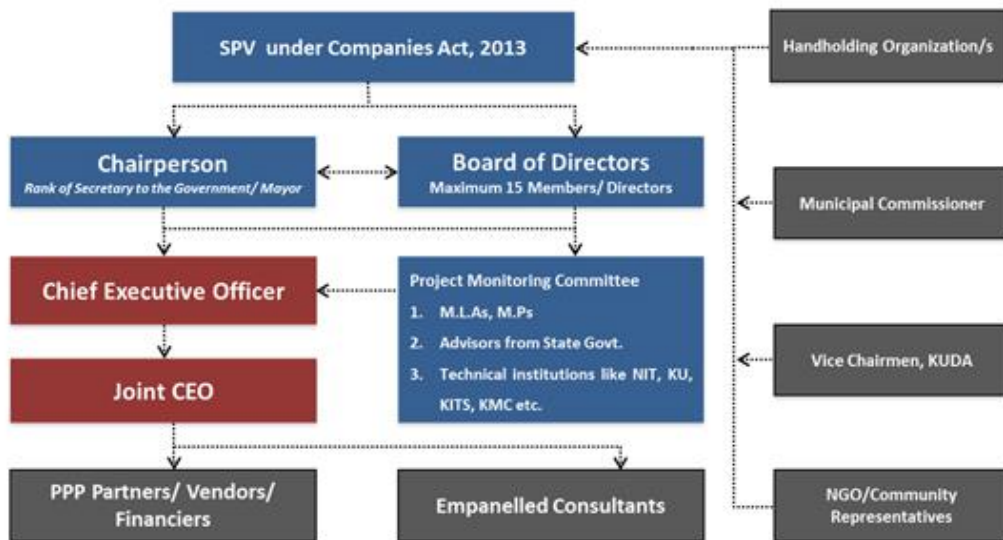 SPV under Companies Act, 2013
Handholding Organization/s
Chairperson
Rank of Secretary to the Government/ Mayor
Board of Directors
Maximum 15 Members/ Directors
Municipal Commissioner
Chief Executive Officer
Project Monitoring Committee
1. M.L.As, M.Ps
2. Advisors from State Govt.
3. Technical institutions like NIT, KU,
KITS, KMC etc.
Vice Chairmen, KUDA
Joint CEO
PPP Partners/ Vendors/
Financiers
Empanelled Consultants
NGO/Community
Representatives